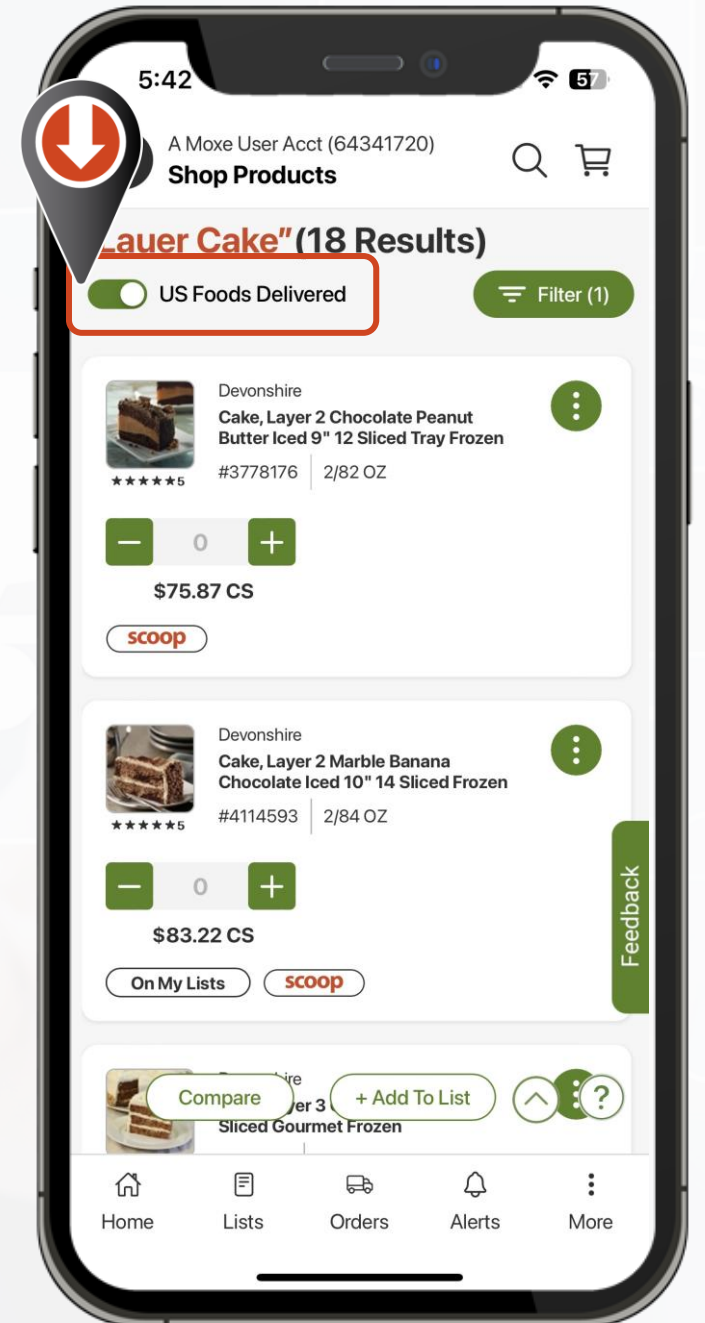 5:42
57
A Moxe User Acct (64341720)
Shop Products
Lauer Cake" (18 Results)
US Foods Delivered
Filter (1)
Devonshire
Cake, Layer 2 Chocolate Peanut
Butter Iced 9" 12 Sliced Tray Frozen
★★★★★5
#3778176 | 2/82 OZ
0
$75.87 CS
scoop
Devonshire
Cake, Layer 2 Marble Banana
Chocolate Iced 10" 14 Sliced Frozen
★★★★★5
#4114593 | 2/84 OZ
0
$83.22 CS
On My Lists
scoop
Feedback
Compare
+ Add To List
?
Sliced Gourmet Frozen
Home
Lists
Orders
Alerts
More